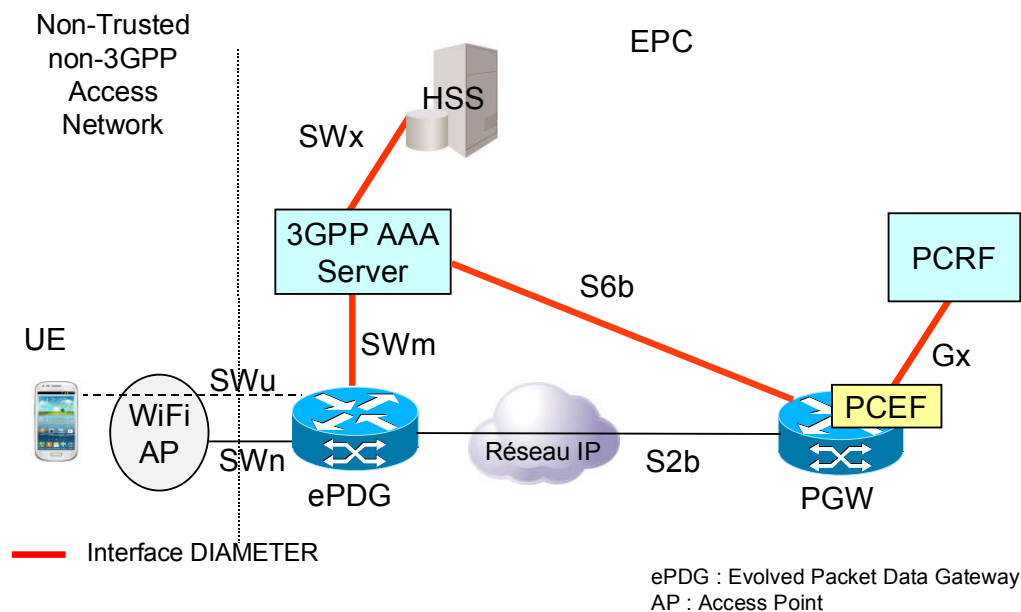 Non-Trusted
non-3GPP
Access
Network
EPC
HSS
SWx
3GPP AAA
Server
PCRF
S6b
UE
SWm
Gx
SWu
PCEF
WiFi
AP
Réseau IP
SWn
S2b
ePDG
PGW
Interface DIAMETER
ePDG : Evolved Packet Data Gateway
AP : Access Point